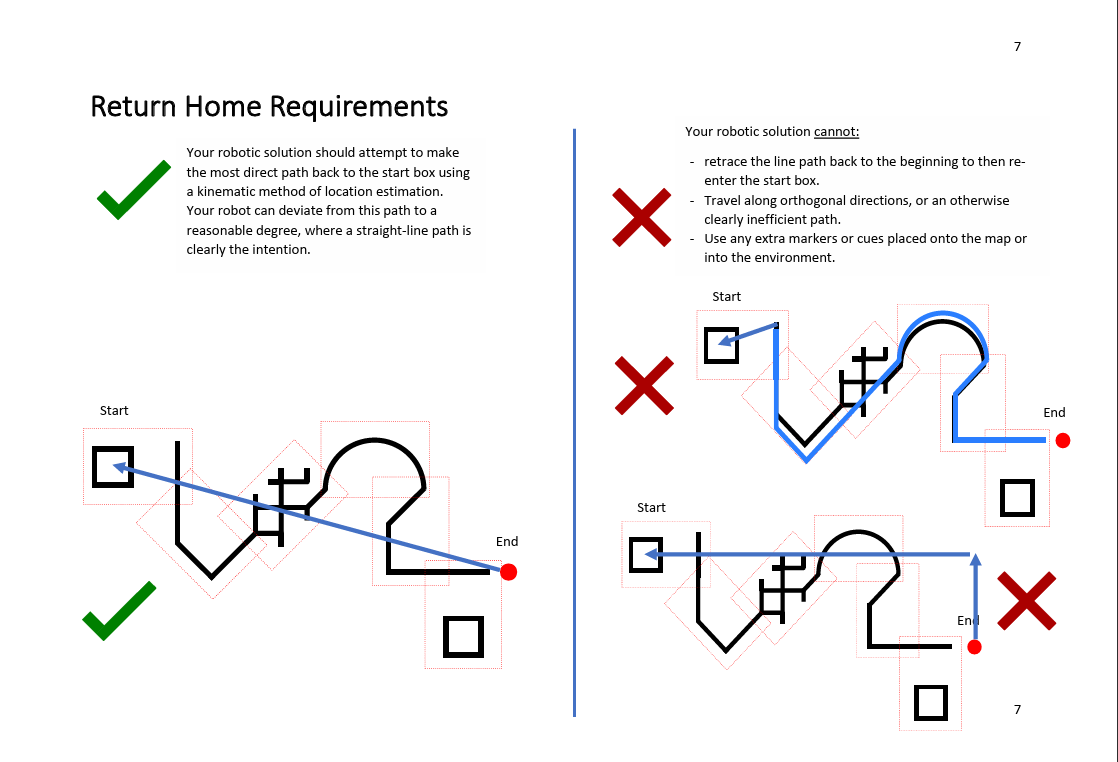 7
Return Home Requirements
Your robotic solution should attempt to make
the most direct path back to the start box using
a kinematic method of location estimation.
Your robot can deviate from this path to a
reasonable degree, where a straight-line path is
clearly the intention.
Start
End
Your robotic solution cannot:
- retrace the line path back to the beginning to then re-
enter the start box.
- Travel along orthogonal directions, or an otherwise
clearly inefficient path.
- Use any extra markers or cues placed onto the map or
into the environment.
Start
End
Start
End
7